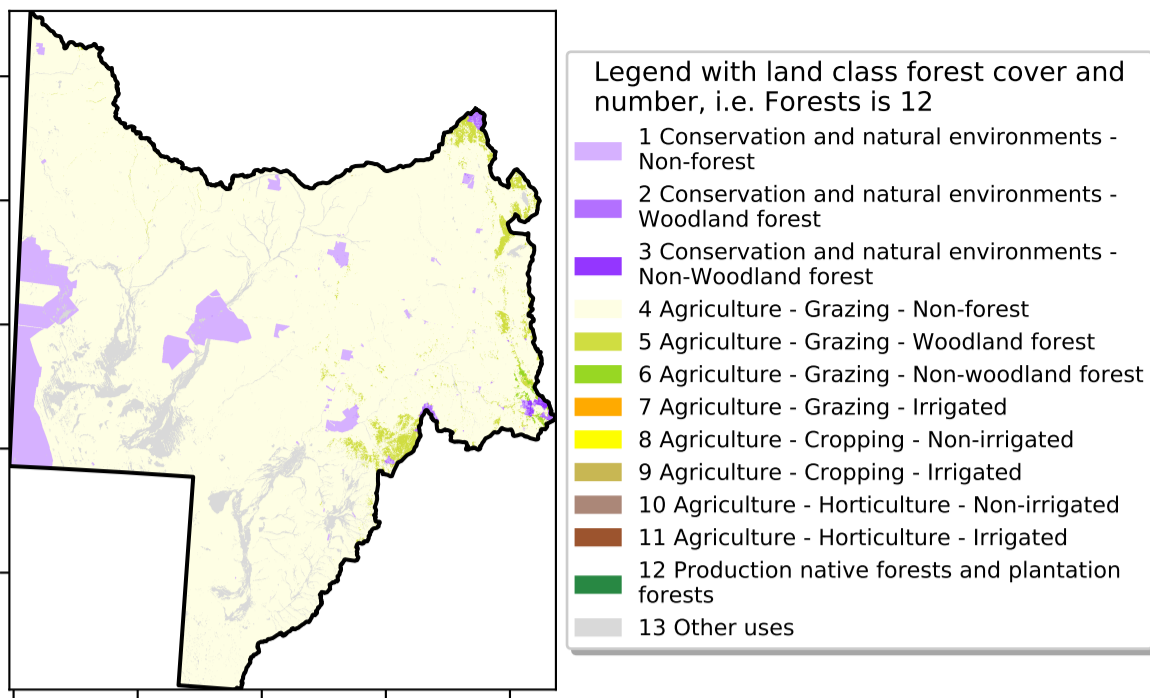 Legend with land class forest cover and
number, i.e. Forests is 12
1 Conservation and natural environments -
Non-forest
2 Conservation and natural environments -
Woodland forest
3 Conservation and natural environments -
Non-Woodland forest
4 Agriculture - Grazing - Non-forest
5 Agriculture - Grazing - Woodland forest
6 Agriculture - Grazing - Non-woodland forest
7 Agriculture - Grazing - Irrigated
8 Agriculture - Cropping - Non-irrigated
9 Agriculture - Cropping - Irrigated
10 Agriculture - Horticulture - Non-irrigated
11 Agriculture - Horticulture - Irrigated
12 Production native forests and plantation
forests
13 Other uses